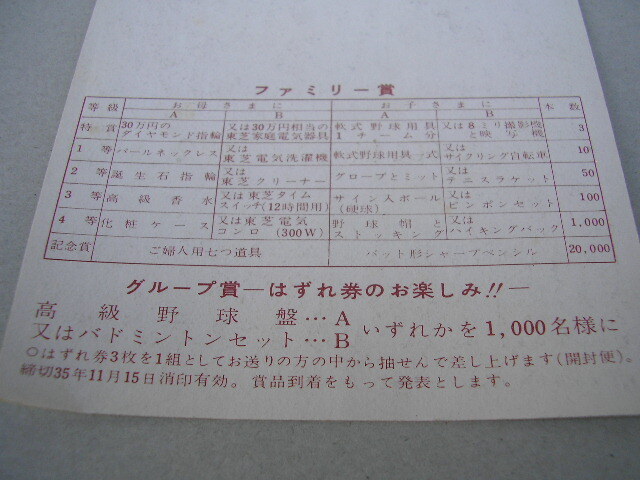 ファミリー賞
等級 お母さまに お子さまに 本数
A B A B
特賞 30万円のダイヤモンド指輪 又は30万円相当の東芝家庭電気器具 軟式野球用具1チーム分 又は8ミリ撮影機と映写機 3
1等 パールネックレス 又は東芝電気洗濯機 軟式野球用具一式 又はサイクリング自転車 10
2等 誕生石指輪 又は東芝クリーナー グローブとミット 又はテニスラケット 50
3等 高級香水 又は東芝タイムスイッチ(12時間用) サイン入ボール(硬球) 又はピンポンセット 100
4等 化粧ケース 又は東芝電気コンロ(300W) 野球帽とストッキング 又はハイキングバック 1,000
記念賞 ご婦人用七つ道具 バット形シャープペンシル 20,000
グループ賞―はずれ券のお楽しみ!!―
高級野球盤…A
又はバドミントンセット…B いずれかを1,000名様に
○はずれ券3枚を1組としてお送りの方の中から抽せんで差し上げます(開封便)。
締切35年11月15日消印有効。賞品到着をもって発表とします。